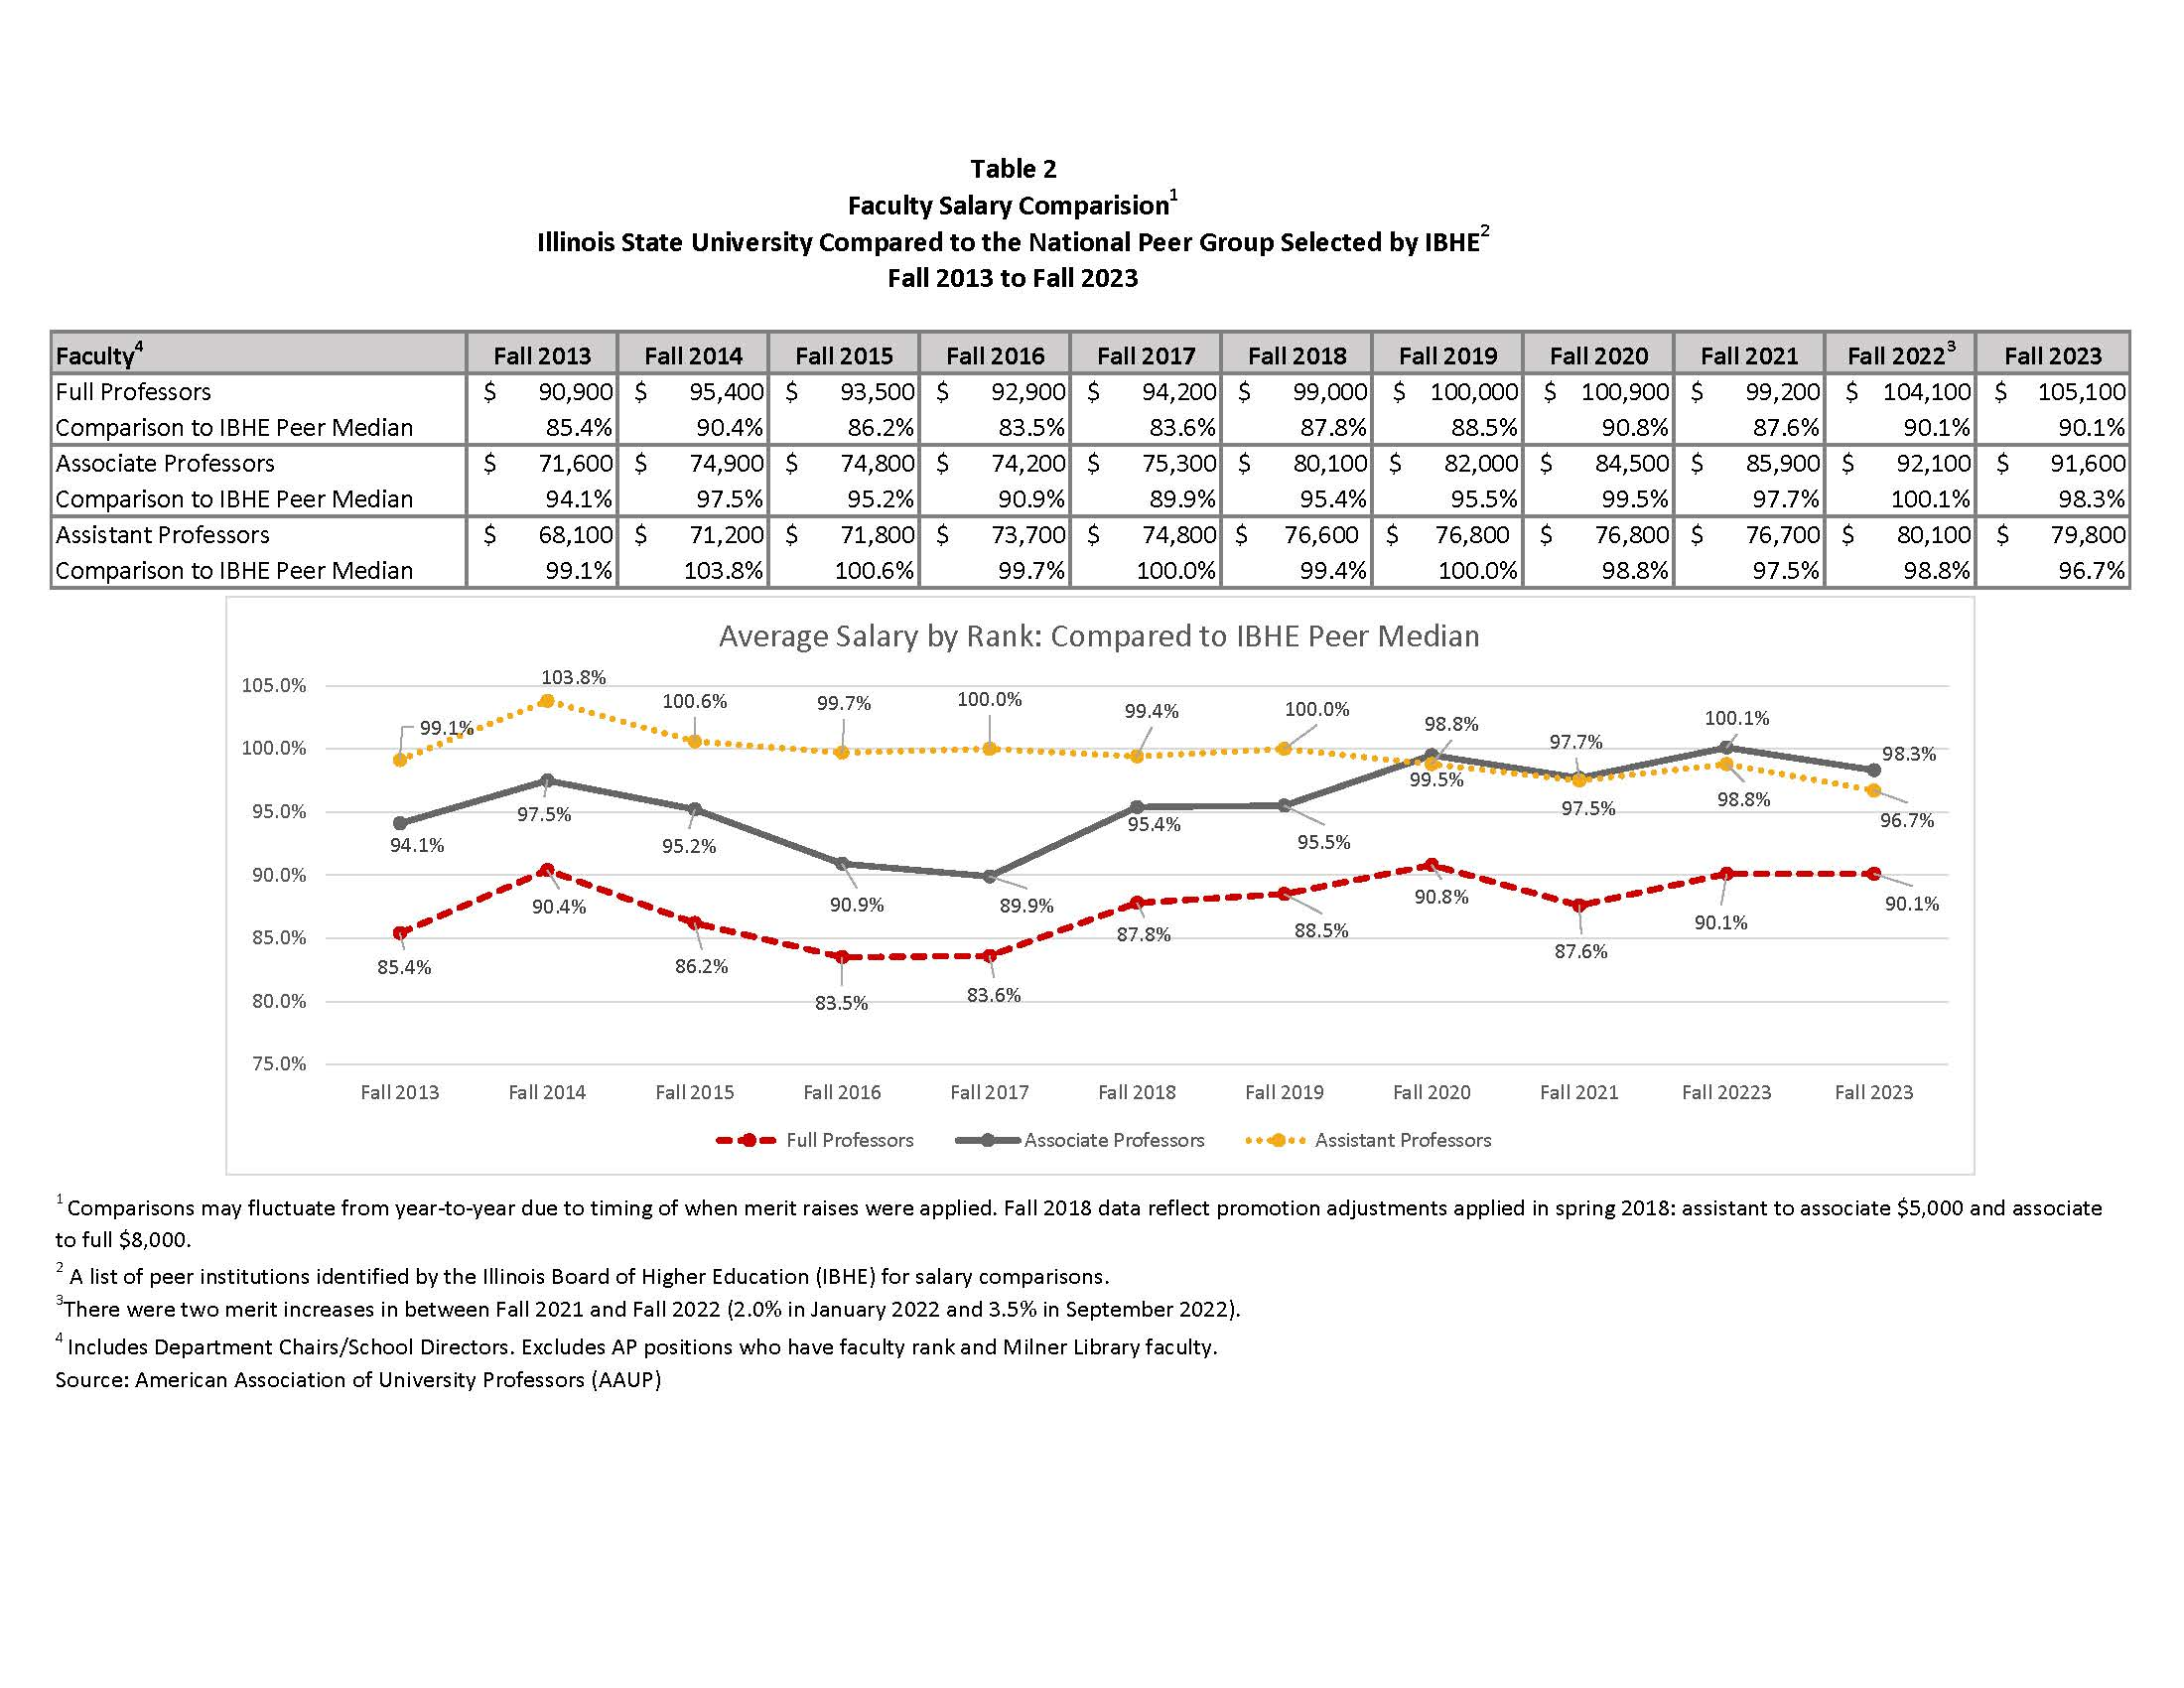 Table 2
Faculty Salary Comparision1
Illinois State University Compared to the National Peer Group Selected by IBHE2
Fall 2013 to Fall 2023
Faculty4 Fall 2013 Fall 2014 Fall 2015 Fall 2016 Fall 2017 Fall 2018 Fall 2019 Fall 2020 Fall 2021 Fall 20223 Fall 2023
Full Professors $ 90,900 $ 95,400 $ 93,500 $ 92,900 $ 94,200 $ 99,000 $ 100,000 $ 100,900 $ 99,200 $ 104,100 $ 105,100
Comparison to IBHE Peer Median 85.4% 90.4% 86.2% 83.5% 83.6% 87.8% 88.5% 90.8% 87.6% 90.1% 90.1%
Associate Professors $ 71,600 $ 74,900 $ 74,800 $ 74,200 $ 75,300 $ 80,100 $ 82,000 $ 84,500 $ 85,900 $ 92,100 $ 91,600
Comparison to IBHE Peer Median 94.1% 97.5% 95.2% 90.9% 89.9% 95.4% 95.5% 99.5% 97.7% 100.1% 98.3%
Assistant Professors $ 68,100 $ 71,200 $ 71,800 $ 73,700 $ 74,800 $ 76,600 $ 76,800 $ 76,800 $ 76,700 $ 80,100 $ 79,800
Comparison to IBHE Peer Median 99.1% 103.8% 100.6% 99.7% 100.0% 99.4% 100.0% 98.8% 97.5% 98.8% 96.7%
Average Salary by Rank: Compared to IBHE Peer Median
105.0%
100.0%
95.0%
90.0%
85.0%
80.0%
75.0%
99.1% 103.8% 100.6% 99.7% 100.0% 99.4% 100.0% 98.8% 97.7% 100.1% 98.3%
94.1% 97.5% 95.2% 90.9% 89.9% 95.4% 95.5% 99.5% 97.5% 98.8% 96.7%
85.4% 90.4% 86.2% 83.5% 83.6% 87.8% 88.5% 90.8% 87.6% 90.1% 90.1%
Fall 2013 Fall 2014 Fall 2015 Fall 2016 Fall 2017 Fall 2018 Fall 2019 Fall 2020 Fall 2021 Fall 20223 Fall 2023
Full Professors Associate Professors Assistant Professors
1 Comparisons may fluctuate from year-to-year due to timing of when merit raises were applied. Fall 2018 data reflect promotion adjustments applied in spring 2018: assistant to associate $5,000 and associate
to full $8,000.
2 A list of peer institutions identified by the Illinois Board of Higher Education (IBHE) for salary comparisons.
3There were two merit increases in between Fall 2021 and Fall 2022 (2.0% in January 2022 and 3.5% in September 2022).
4 Includes Department Chairs/School Directors. Excludes AP positions who have faculty rank and Milner Library faculty.
Source: American Association of University Professors (AAUP)